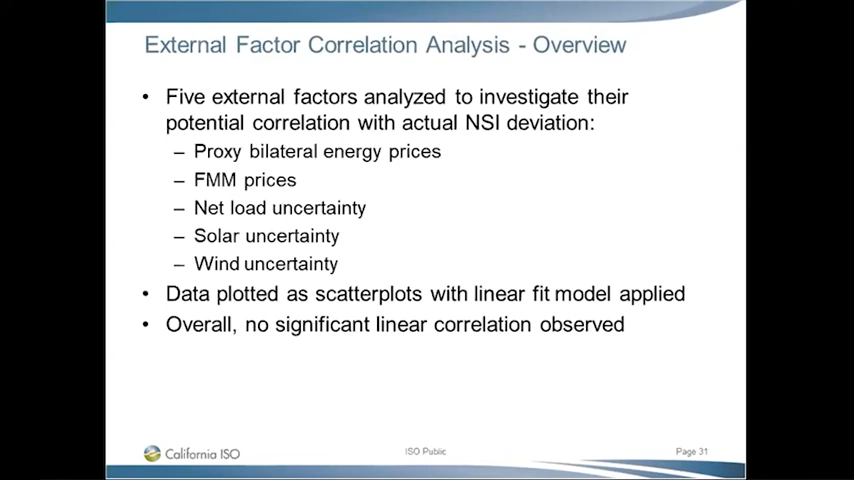 External Factor Correlation Analysis - Overview
• Five external factors analyzed to investigate their
potential correlation with actual NSI deviation:
– Proxy bilateral energy prices
– FMM prices
– Net load uncertainty
– Solar uncertainty
– Wind uncertainty
• Data plotted as scatterplots with linear fit model applied
• Overall, no significant linear correlation observed
California ISO
ISO Public
Page 31